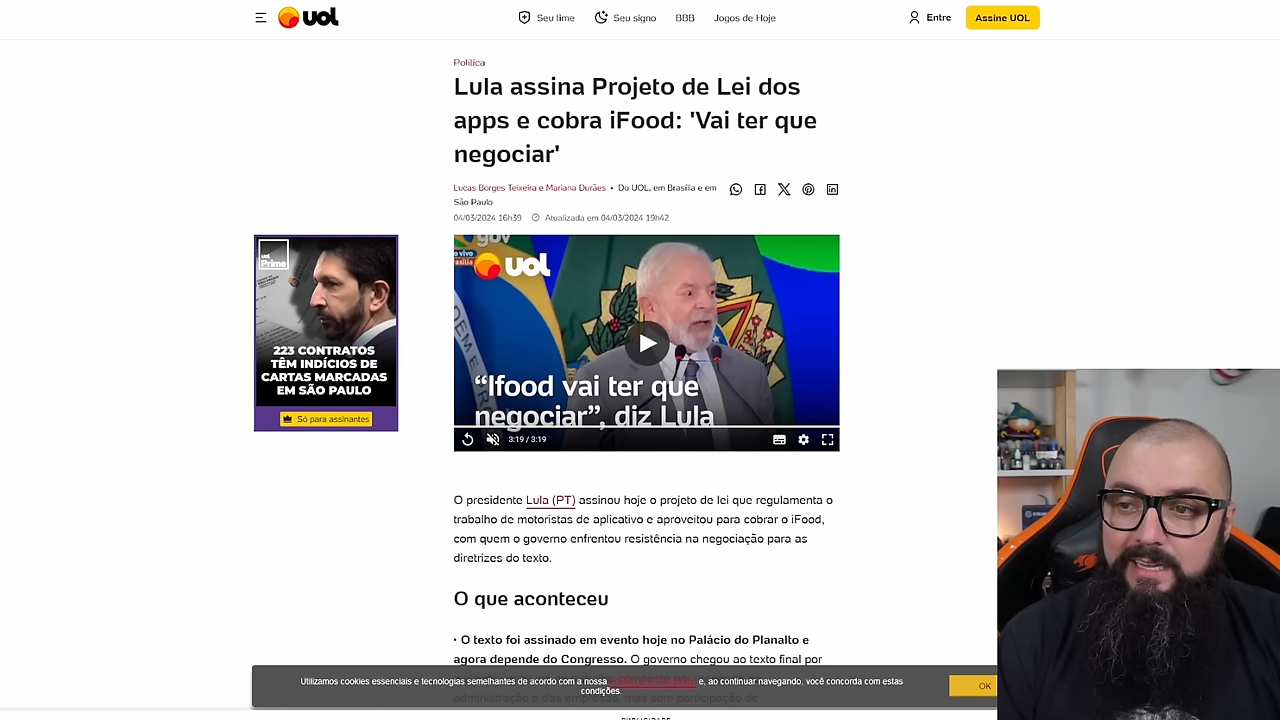 uol
Seu time
Seu signo
BBB
Jogos de Hoje
Entre
Assine UOL
Política
Lula assina Projeto de Lei dos
apps e cobra iFood: 'Vai ter que
negociar'
Lucas Borges Teixeira e Mariana Durães • Do UOL, em Brasília e em
São Paulo
04/03/2024 16h39
Atualizada em 04/03/2024 19h42
uol
Prime
223 CONTRATOS
TÊM INDÍCIOS DE
CARTAS MARCADAS
EM SÃO PAULO
Só para assinantes
gov
uol
“Ifood vai ter que
negociar”, diz Lula
3:19 / 3:19
O presidente Lula (PT) assinou hoje o projeto de lei que regulamenta o
trabalho de motoristas de aplicativo e aproveitou para cobrar o iFood,
com quem o governo enfrentou resistência na negociação para as
diretrizes do texto.
O que aconteceu
• O texto foi assinado em evento hoje no Palácio do Planalto e
agora depende do Congresso. O governo chegou ao texto final por
Utilizamos cookies essenciais e tecnologias semelhantes de acordo com a nossa
e, ao continuar navegando, você concorda com estas
condições.
OK